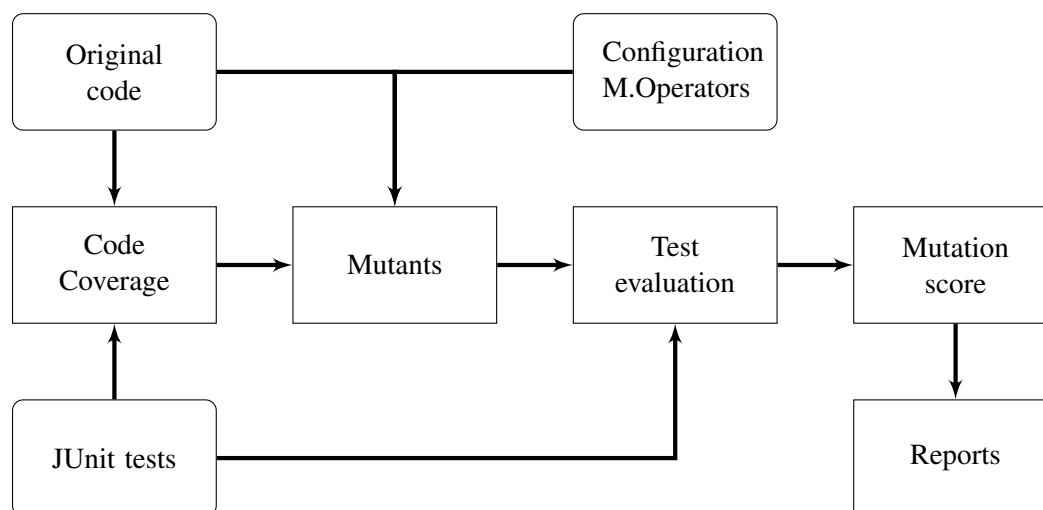 Original
code
Configuration
M.Operators
Code
Coverage
Mutants
Test
evaluation
Mutation
score
JUnit tests
Reports